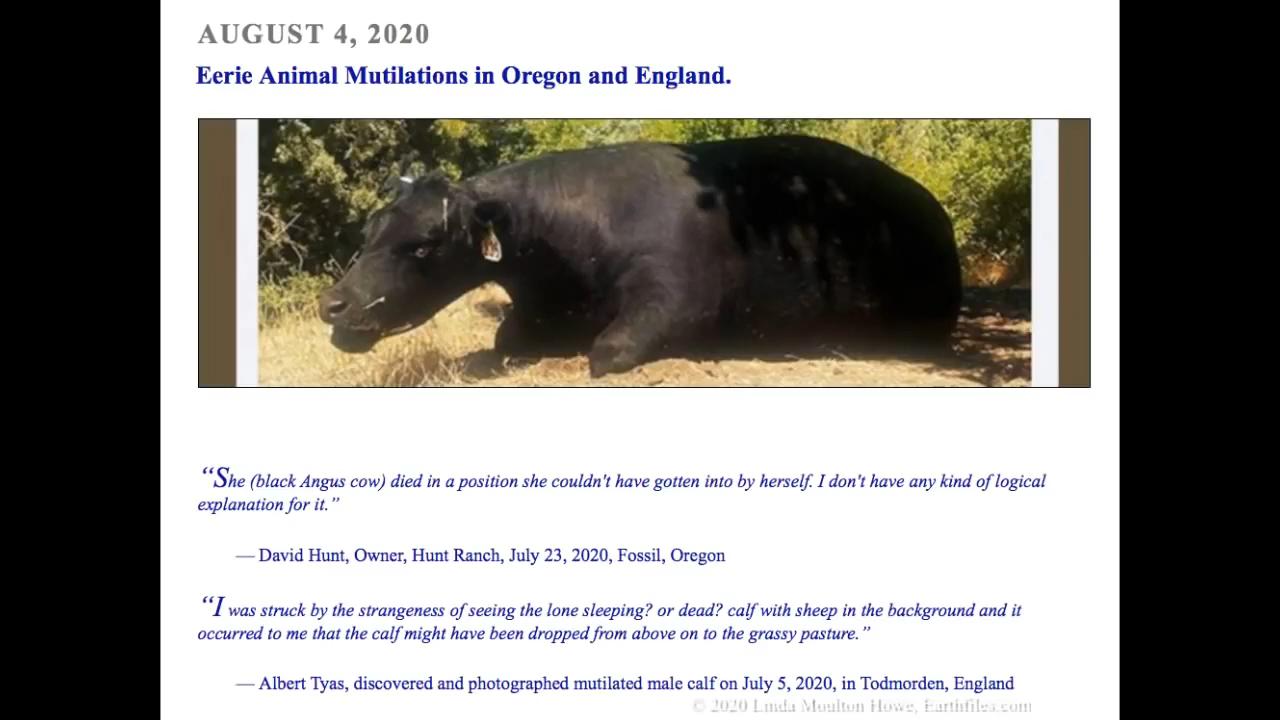 AUGUST 4, 2020
Eerie Animal Mutilations in Oregon and England.
“She (black Angus cow) died in a position she couldn't have gotten into by herself. I don't have any kind of logical
explanation for it.”
— David Hunt, Owner, Hunt Ranch, July 23, 2020, Fossil, Oregon
“I was struck by the strangeness of seeing the lone sleeping? or dead? calf with sheep in the background and it
occurred to me that the calf might have been dropped from above on to the grassy pasture.”
— Albert Tyas, discovered and photographed mutilated male calf on July 5, 2020, in Todmorden, England
© 2020 Linda Moulton Howe, Earthfiles.com